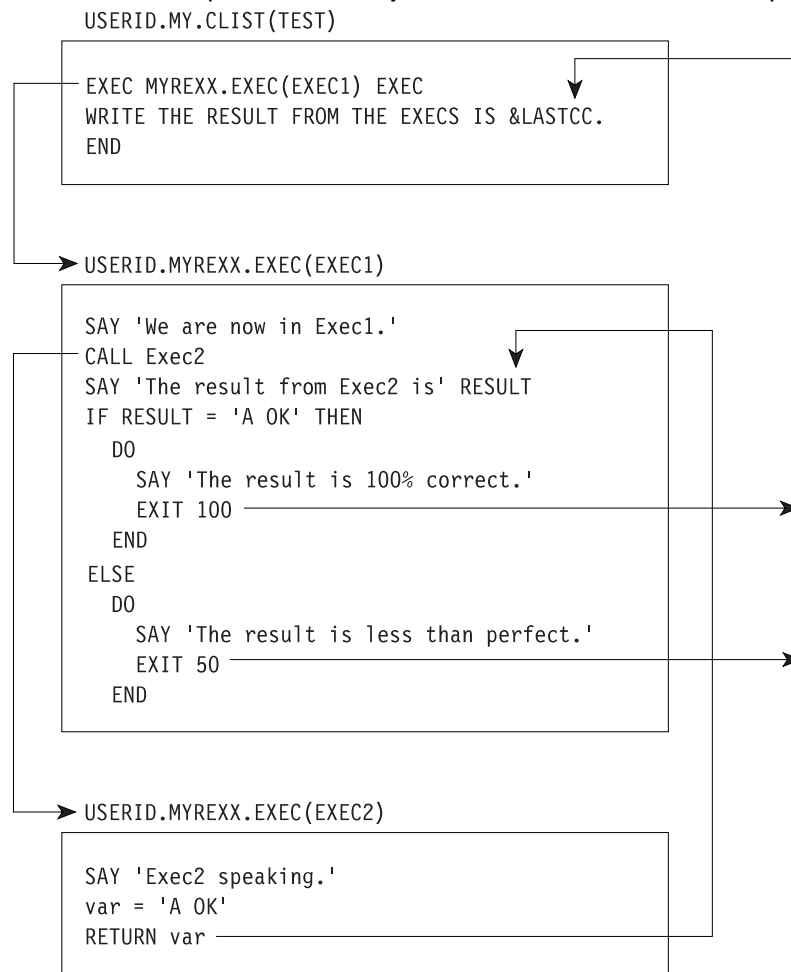 USERID.MY.CLIST(TEST)
EXEC MYREXX.EXEC(EXEC1) EXEC
WRITE THE RESULT FROM THE EXECS IS &LASTCC.
END
USERID.MYREXX.EXEC(EXEC1)
SAY 'We are now in Exec1.'
CALL Exec2
SAY 'The result from Exec2 is' RESULT
IF RESULT = 'A OK' THEN
DO
SAY 'The result is 100% correct.'
EXIT 100
END
ELSE
DO
SAY 'The result is less than perfect.'
EXIT 50
END
USERID.MYREXX.EXEC(EXEC2)
SAY 'Exec2 speaking.'
var = 'A OK'
RETURN var